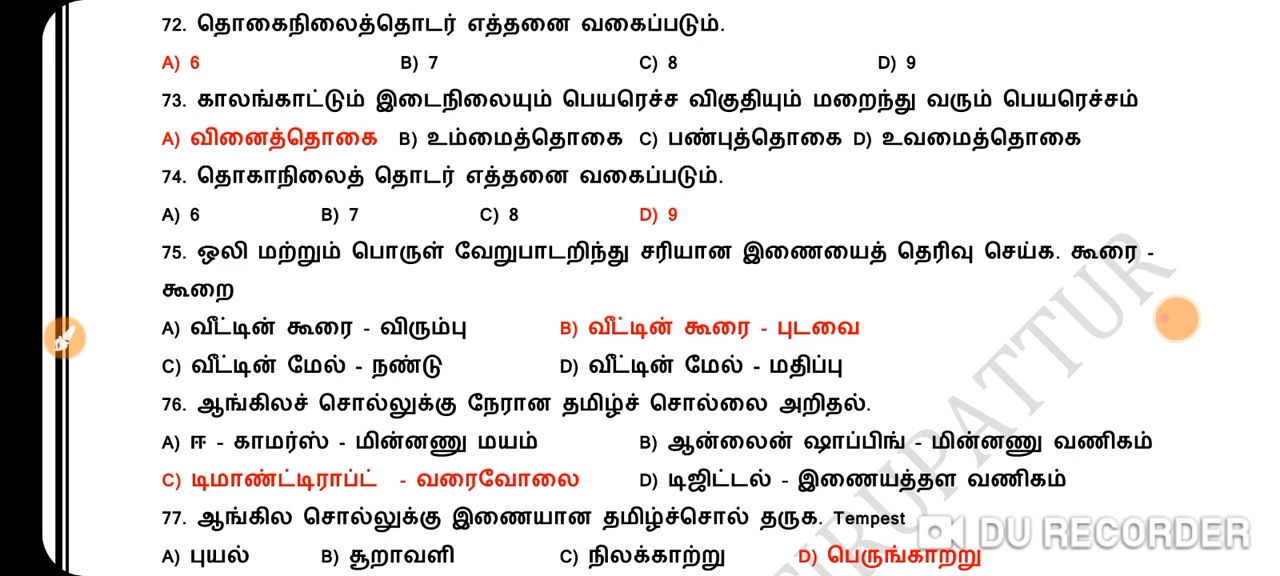 72. தொகைநிலைத்தொடர் எத்தனை வகைப்படும்.
A) 6 B) 7 C) 8 D) 9
73. காலங்காட்டும் இடைநிலையும் பெயரெச்ச விகுதியும் மறைந்து வரும் பெயரெச்சம்
A) வினைத்தொகை B) உம்மைத்தொகை C) பண்புத்தொகை D) உவமைத்தொகை
74. தொகாநிலைத் தொடர் எத்தனை வகைப்படும்.
A) 6 B) 7 C) 8 D) 9
75. ஒலி மற்றும் பொருள் வேறுபாடறிந்து சரியான இணையைத் தெரிவு செய்க. கூரை -
கூறை
A) வீட்டின் கூரை - விரும்பு B) வீட்டின் கூரை - புடவை
C) வீட்டின் மேல் - நண்டு D) வீட்டின் மேல் - மதிப்பு
76. ஆங்கிலச் சொல்லுக்கு நேரான தமிழ்ச் சொல்லை அறிதல்.
A) ஈ - காமர்ஸ் - மின்னணு மயம் B) ஆன்லைன் ஷாப்பிங் - மின்னணு வணிகம்
C) டிமாண்ட்டிராப்ட் - வரைவோலை D) டிஜிட்டல் - இணையத்தள வணிகம்
77. ஆங்கில சொல்லுக்கு இணையான தமிழ்ச்சொல் தருக. Tempest
A) புயல் B) சூறாவளி C) நிலக்காற்று D) பெருங்காற்று
DU RECORDER
TIRUPATTUR